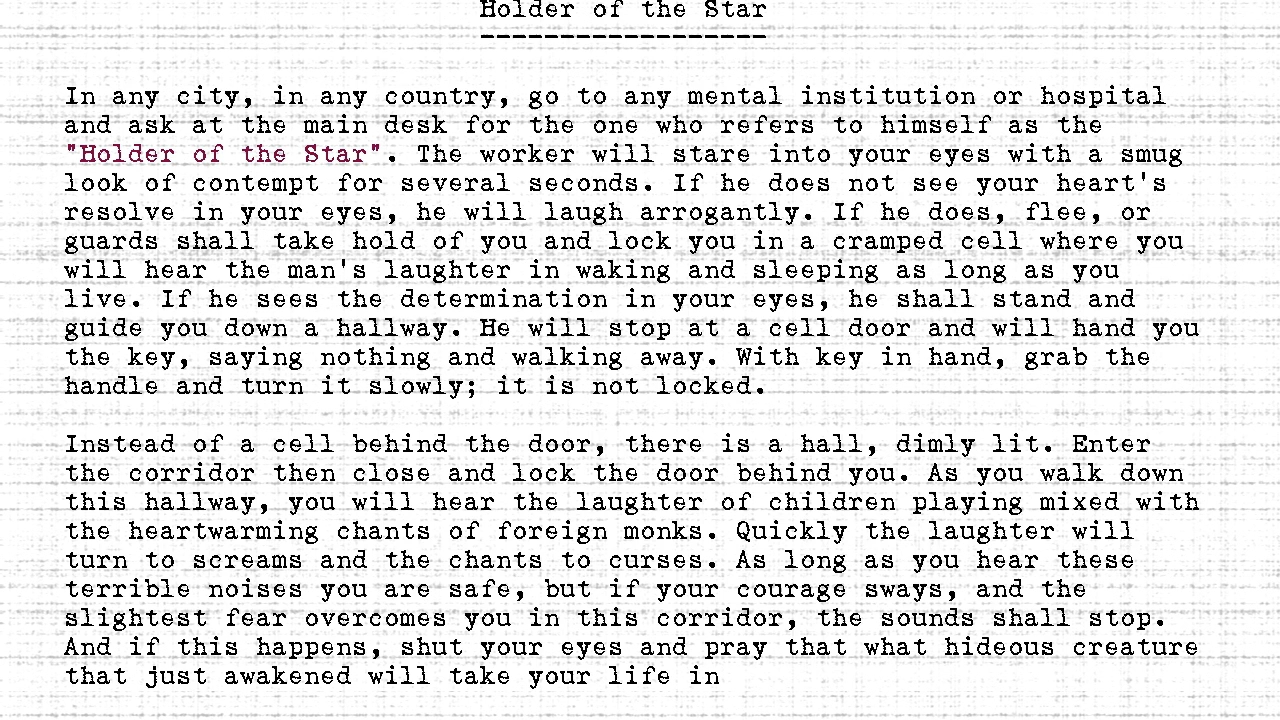 Holder of the Star
------------------
In any city, in any country, go to any mental institution or hospital
and ask at the main desk for the one who refers to himself as the
"Holder of the Star". The worker will stare into your eyes with a smug
look of contempt for several seconds. If he does not see your heart's
resolve in your eyes, he will laugh arrogantly. If he does, flee, or
guards shall take hold of you and lock you in a cramped cell where you
will hear the man's laughter in waking and sleeping as long as you
live. If he sees the determination in your eyes, he shall stand and
guide you down a hallway. He will stop at a cell door and will hand you
the key, saying nothing and walking away. With key in hand, grab the
handle and turn it slowly; it is not locked.
Instead of a cell behind the door, there is a hall, dimly lit. Enter
the corridor then close and lock the door behind you. As you walk down
this hallway, you will hear the laughter of children playing mixed with
the heartwarming chants of foreign monks. Quickly the laughter will
turn to screams and the chants to curses. As long as you hear these
terrible noises you are safe, but if your courage sways, and the
slightest fear overcomes you in this corridor, the sounds shall stop.
And if this happens, shut your eyes and pray that what hideous creature
that just awakened will take your life in